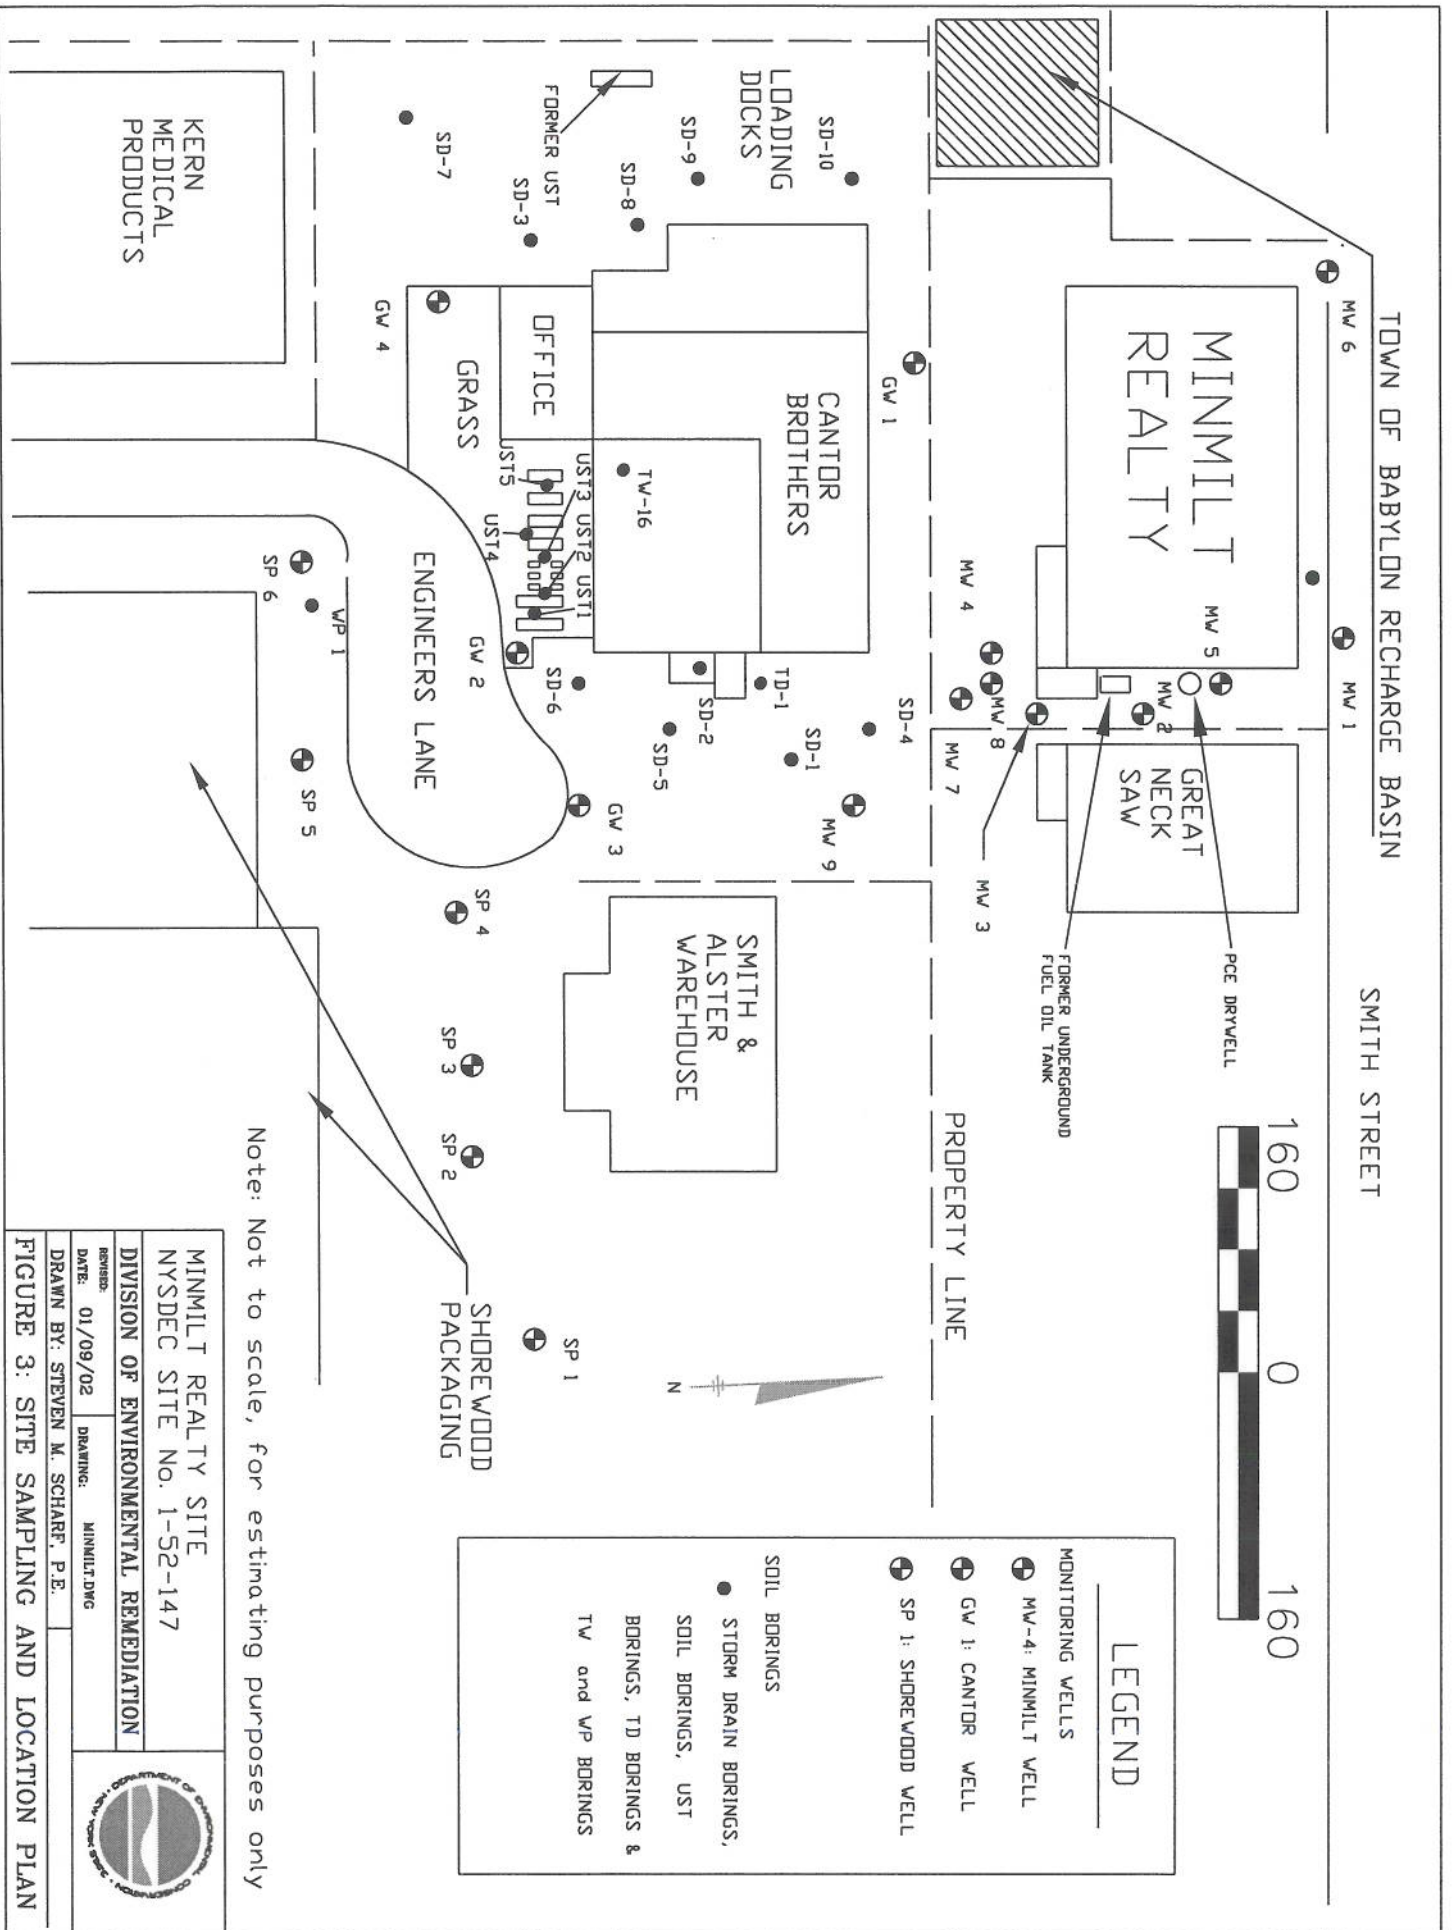 TOWN OF BABYLON RECHARGE BASIN
SMITH STREET
MW 6
MW 1
MINMILT
REALTY
MW 5
MW 2
GREAT
NECK
SAW
PCE DRYWELL
FORMER UNDERGROUND
FUEL OIL TANK
160
0
160
MW 4
MW 8
MW 7
MW 3
PROPERTY LINE
GW 1
SD-10
LOADING
DOCKS
SD-9
SD-8
FORMER UST
SD-3
SD-7
CANTOR
BROTHERS
TW-16
OFFICE
GRASS
GW 4
UST5
UST3
UST4
UST2
UST1
GW 2
SD-6
SD-2
SD-5
TD-1
SD-1
SD-4
MW 9
GW 3
SMITH &
ALSTER
WAREHOUSE
ENGINEERS LANE
KERN
MEDICAL
PRODUCTS
SP 6
WP 1
SP 5
SP 4
SP 3
SP 2
SP 1
SHOREWOOD
PACKAGING
N
LEGEND
MONITORING WELLS
MW-4: MINMILT WELL
GW 1: CANTOR WELL
SP 1: SHOREWOOD WELL
SOIL BORINGS
STORM DRAIN BORINGS,
SOIL BORINGS, UST
BORINGS, TD BORINGS &
TW and WP BORINGS
Note: Not to scale, for estimating purposes only
MINMILT REALTY SITE
NYSDEC SITE No. 1-52-147
DIVISION OF ENVIRONMENTAL REMEDIATION
REVISED:
DATE: 01/09/02
DRAWING: MINMILT.DWG
DRAWN BY: STEVEN M. SCHARF, P.E.
FIGURE 3: SITE SAMPLING AND LOCATION PLAN
DEPARTMENT OF ENVIRONMENTAL CONSERVATION
NEW YORK STATE